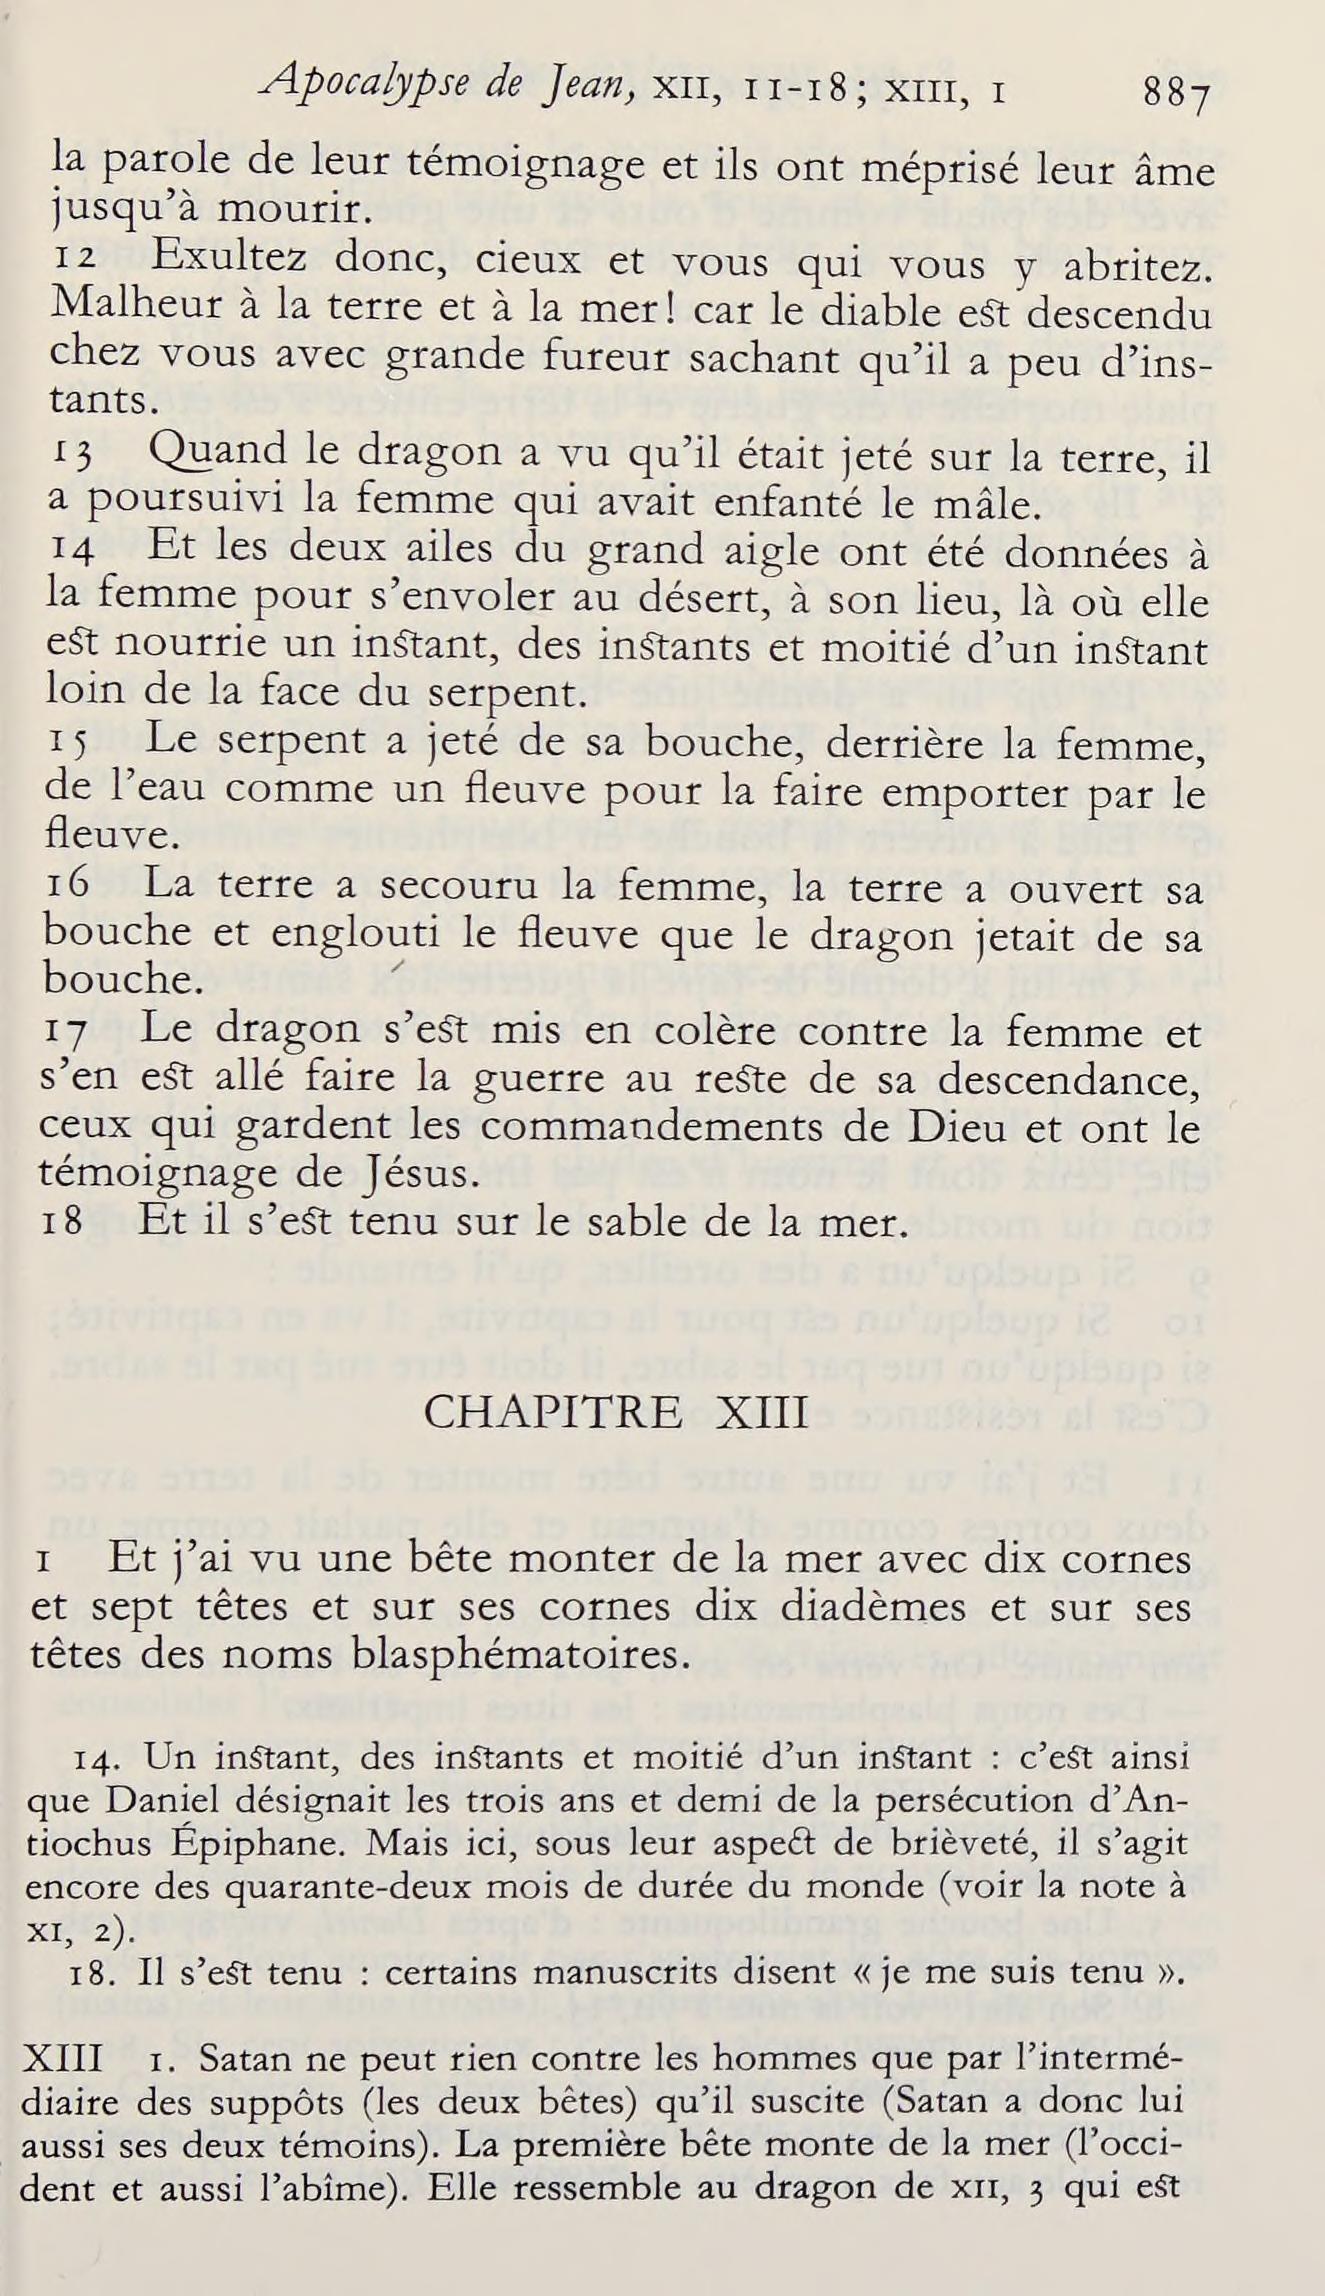 Apocalypse de Jean, XII, 11-18; XIII, 1 887
la parole de leur témoignage et ils ont méprisé leur âme
jusqu’à mourir.
12 Exultez donc, cieux et vous qui vous y abritez.
Malheur à la terre et à la mer! car le diable est descendu
chez vous avec grande fureur sachant qu’il a peu d’ins-
tants.
13 Quand le dragon a vu qu’il était jeté sur la terre, il
a poursuivi la femme qui avait enfanté le mâle.
14 Et les deux ailes du grand aigle ont été données à
la femme pour s’envoler au désert, à son lieu, là où elle
est nourrie un instant, des instants et moitié d’un instant
loin de la face du serpent.
15 Le serpent a jeté de sa bouche, derrière la femme,
de l’eau comme un fleuve pour la faire emporter par le
fleuve.
16 La terre a secouru la femme, la terre a ouvert sa
bouche et englouti le fleuve que le dragon jetait de sa
bouche.
17 Le dragon s’est mis en colère contre la femme et
s’en est allé faire la guerre au reste de sa descendance,
ceux qui gardent les commandements de Dieu et ont le
témoignage de Jésus.
18 Et il s’est tenu sur le sable de la mer.
CHAPITRE XIII
1 Et j’ai vu une bête monter de la mer avec dix cornes
et sept têtes et sur ses cornes dix diadèmes et sur ses
têtes des noms blasphématoires.
14. Un instant, des instants et moitié d’un instant : c’est ainsi
que Daniel désignait les trois ans et demi de la persécution d’An-
tiochus Épiphane. Mais ici, sous leur aspect de brièveté, il s’agit
encore des quarante-deux mois de durée du monde (voir la note à
XI, 2).
18. Il s’est tenu : certains manuscrits disent « je me suis tenu ».
XIII 1. Satan ne peut rien contre les hommes que par l’intermé-
diaire des suppôts (les deux bêtes) qu’il suscite (Satan a donc lui
aussi ses deux témoins). La première bête monte de la mer (l’occi-
dent et aussi l’abîme). Elle ressemble au dragon de XII, 3 qui est